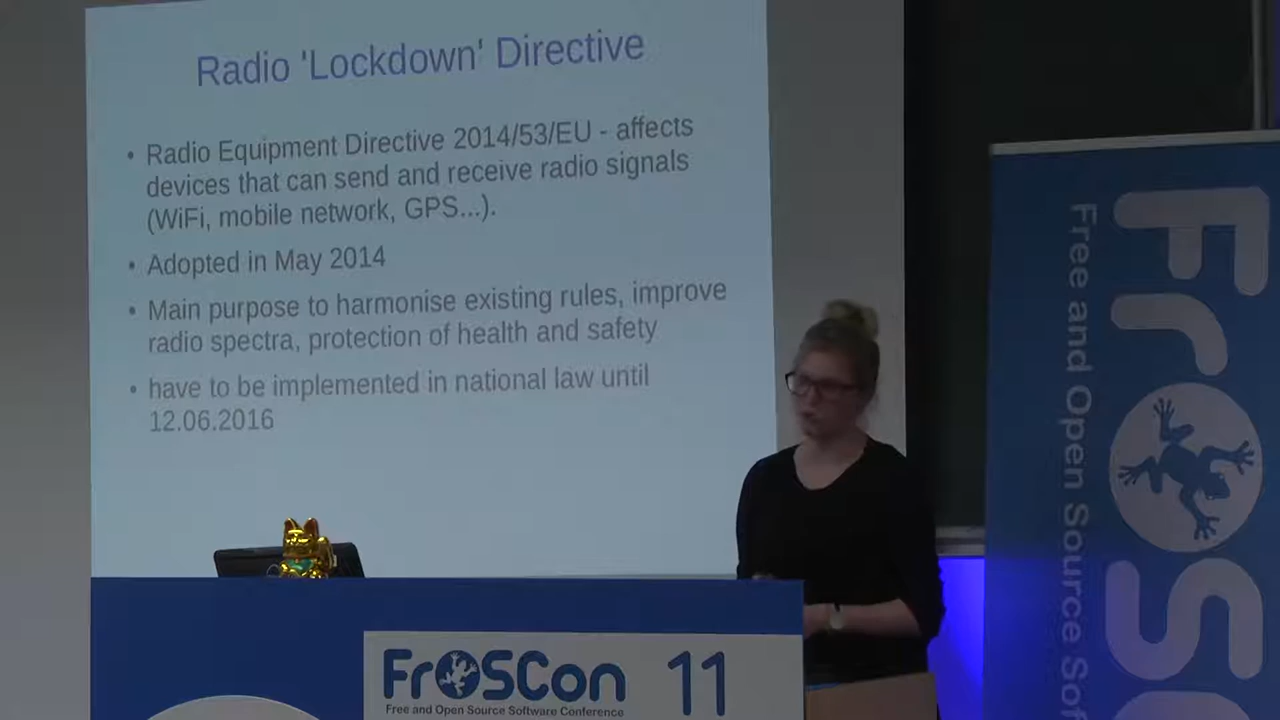 Radio 'Lockdown' Directive
• Radio Equipment Directive 2014/53/EU - affects
devices that can send and receive radio signals
(WiFi, mobile network, GPS...).
• Adopted in May 2014
• Main purpose to harmonise existing rules, improve
radio spectra, protection of health and safety
• have to be implemented in national law until
12.06.2016
FrOSCon 11
Free and Open Source Software Conference
FrOSC
Free and Open Source Sof